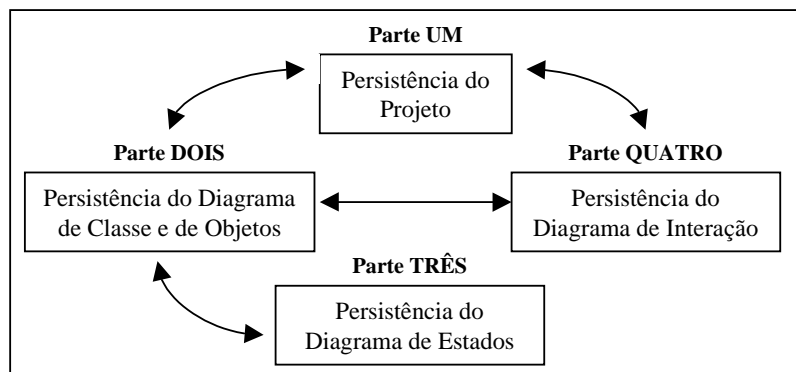 Parte UM
Persistência do
Projeto
Parte DOIS
Persistência do Diagrama
de Classe e de Objetos
Parte QUATRO
Persistência do
Diagrama de Interação
Parte TRÊS
Persistência do
Diagrama de Estados